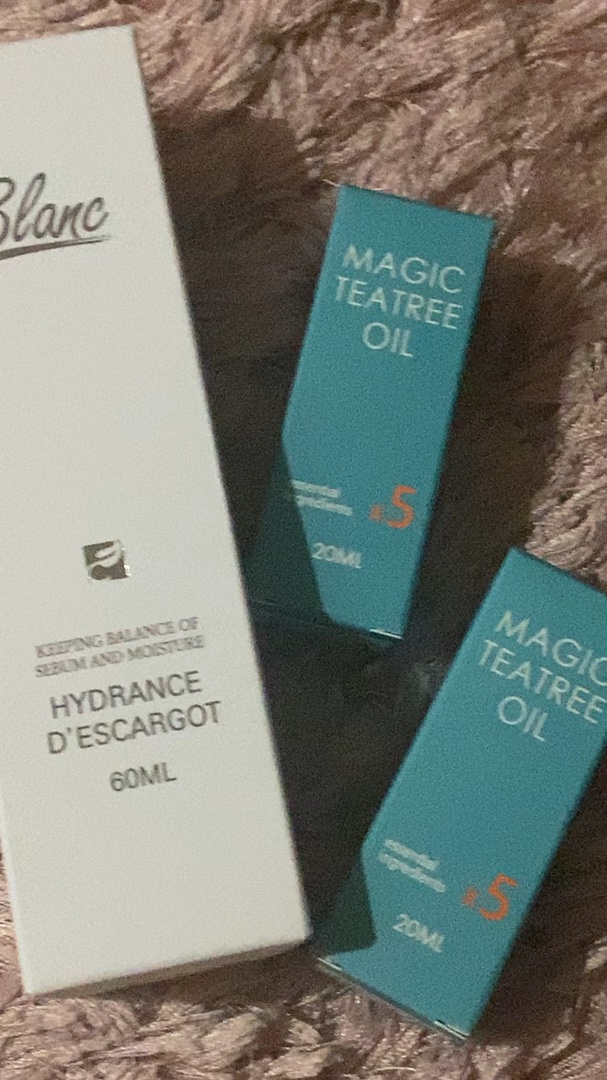 Blanc
KEEPING BALANCE OF
SEBUM AND MOISTURE
HYDRANCE
D'ESCARGOT
60ML
MAGIC
TEATREE
OIL
essential
ingredients
x5
20ML
MAGIC
TEATREE
OIL
essential
ingredients
x5
20ML